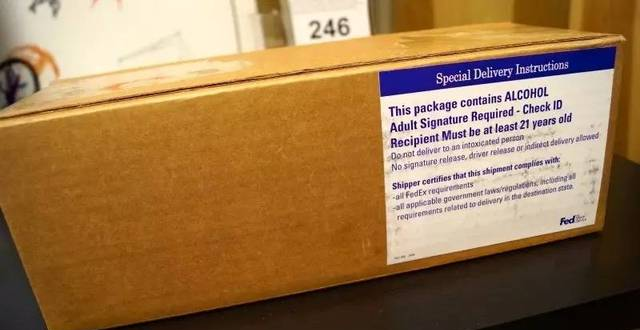 246
Special Delivery Instructions
This package contains ALCOHOL
Adult Signature Required - Check ID
Recipient Must be at least 21 years old
Do not deliver to an intoxicated person
No signature release, driver release or indirect delivery allowed
Shipper certifies that this shipment complies with:
-all FedEx requirements
-all applicable government laws/regulations, including all
requirements related to delivery in the destination state.
Fed